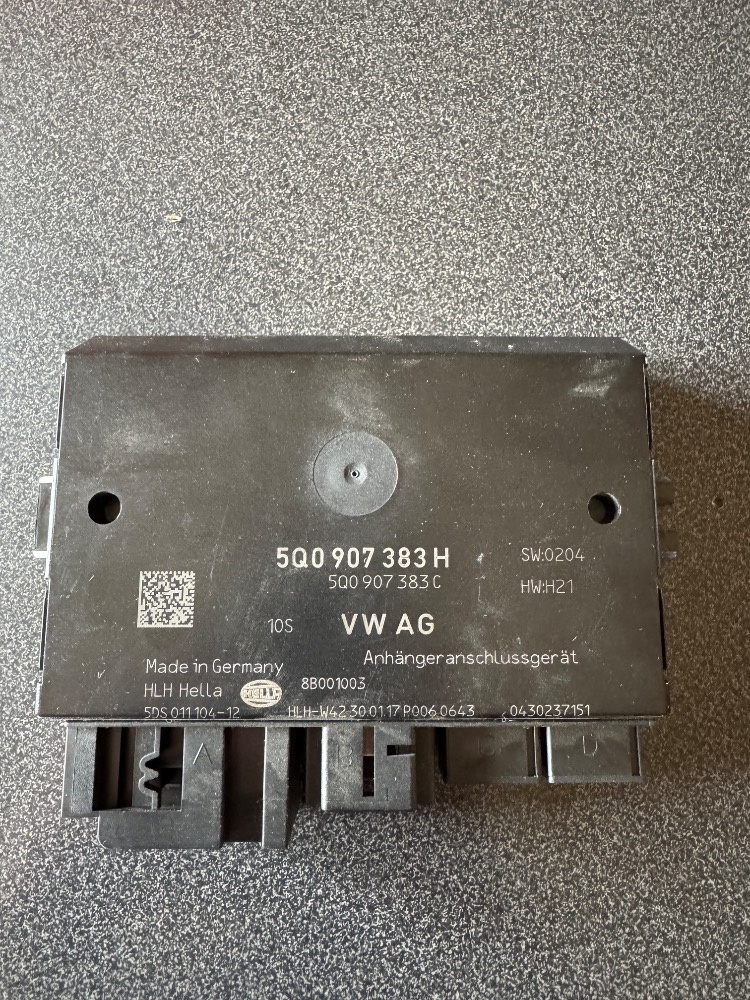 5Q0 907 383 H
SW:0204
5Q0 907 383 C
HW:H21
10S VW AG
Anhängeranschlussgerät
Made in Germany
HLH Hella HELLA 8B001003
5DS 011 104-12 HLH-W42 30.01.17 P006 0643 0430237151
A B D